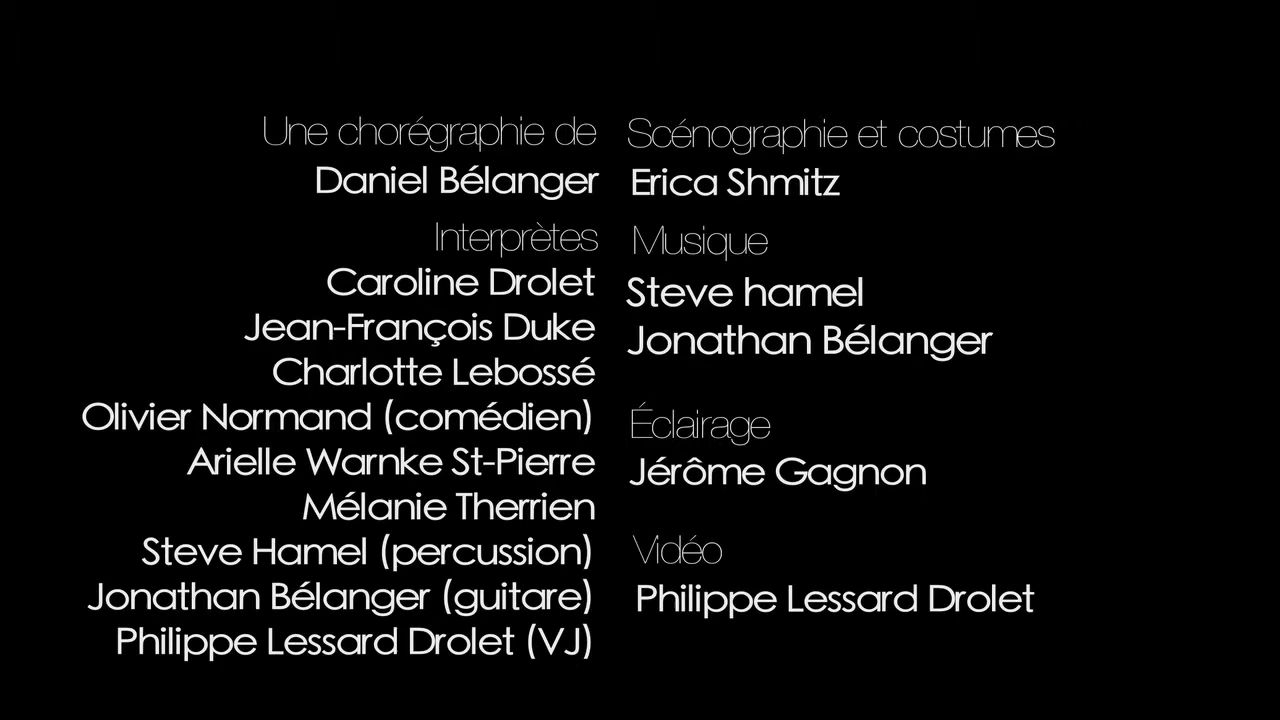 Une chorégraphie de
Daniel Bélanger
Interprètes
Caroline Drolet
Jean-François Duke
Charlotte Lebossé
Olivier Normand (comédien)
Arielle Warnke St-Pierre
Mélanie Therrien
Steve Hamel (percussion)
Jonathan Bélanger (guitare)
Philippe Lessard Drolet (VJ)
Scénographie et costumes
Erica Shmitz
Musique
Steve hamel
Jonathan Bélanger
Éclairage
Jérôme Gagnon
Vidéo
Philippe Lessard Drolet